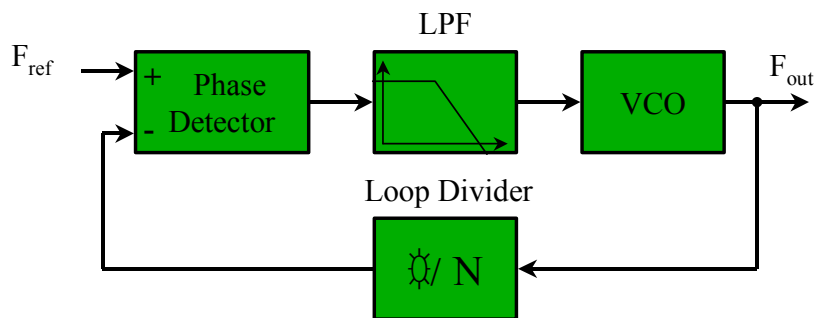 LPF
F_ref
+
Phase
Detector
-
VCO
F_out
Loop Divider
/ N